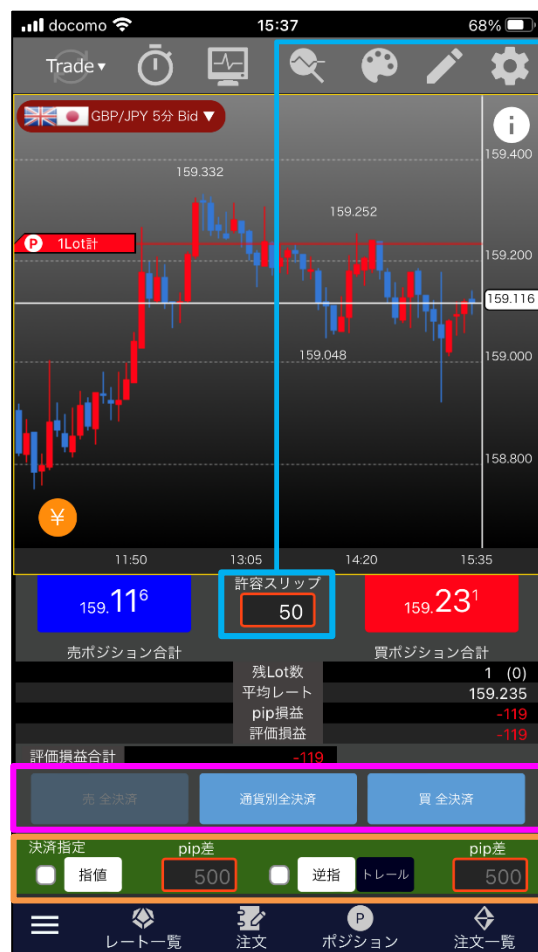 docomo 15:37 68%
Trade▼
GBP/JPY 5分 Bid ▼
i
159.400
159.332
159.252
P 1Lot計
159.200
159.116
159.048
159.000
158.800
¥
11:50 13:05 14:20 15:35
159.11⁶ 許容スリップ 159.23¹
50
売ポジション合計 買ポジション合計
残Lot数 1 (0)
平均レート 159.235
pip損益 -119
評価損益 -119
評価損益合計 -119
売 全決済 通貨別全決済 買 全決済
決済指定 pip差 pip差
指値 500 逆指 トレール 500
P
レート一覧 注文 ポジション 注文一覧